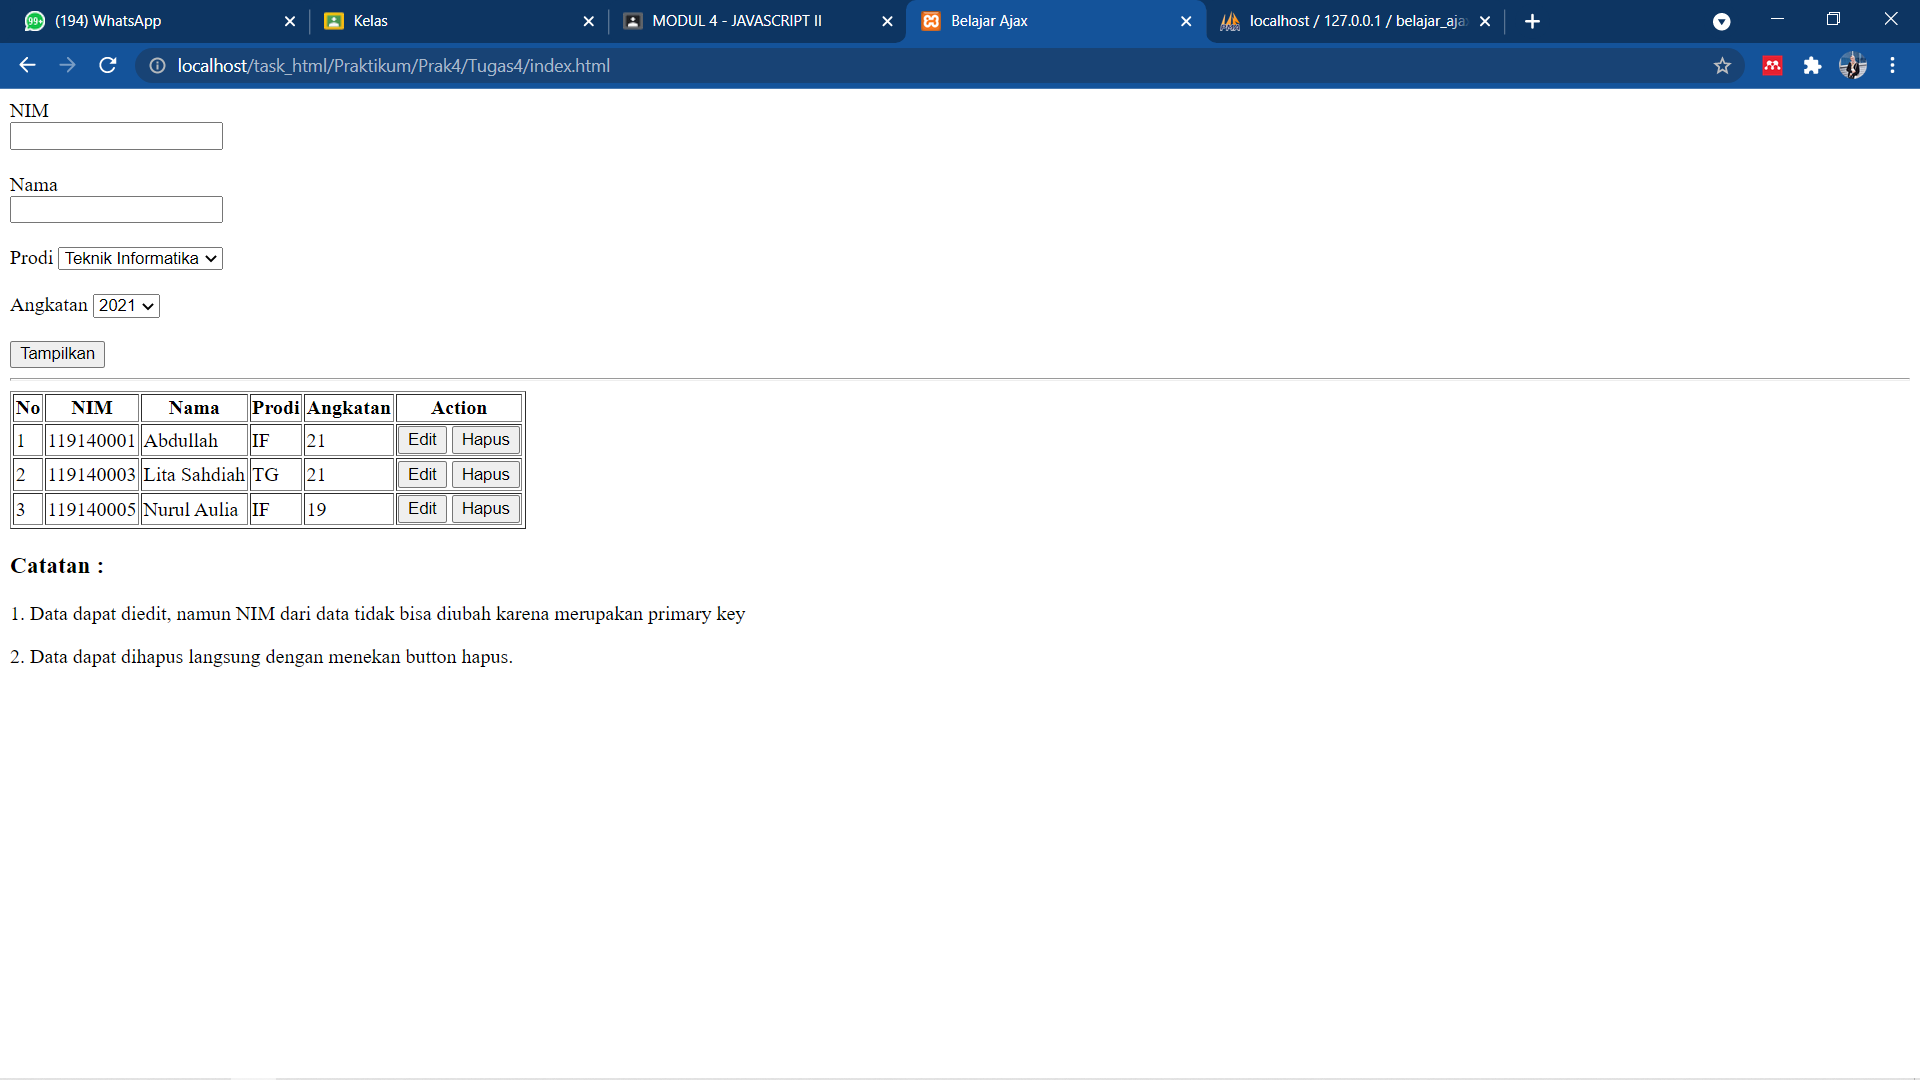 99+ (194) WhatsApp
Kelas
MODUL 4 - JAVASCRIPT II
Belajar Ajax
localhost / 127.0.0.1 / belajar_aja
localhost/task_html/Praktikum/Prak4/Tugas4/index.html
NIM
Nama
Prodi Teknik Informatika
Angkatan 2021
Tampilkan
No NIM Nama Prodi Angkatan Action
1 119140001 Abdullah IF 21 Edit Hapus
2 119140003 Lita Sahdiah TG 21 Edit Hapus
3 119140005 Nurul Aulia IF 19 Edit Hapus
Catatan :
1. Data dapat diedit, namun NIM dari data tidak bisa diubah karena merupakan primary key
2. Data dapat dihapus langsung dengan menekan button hapus.